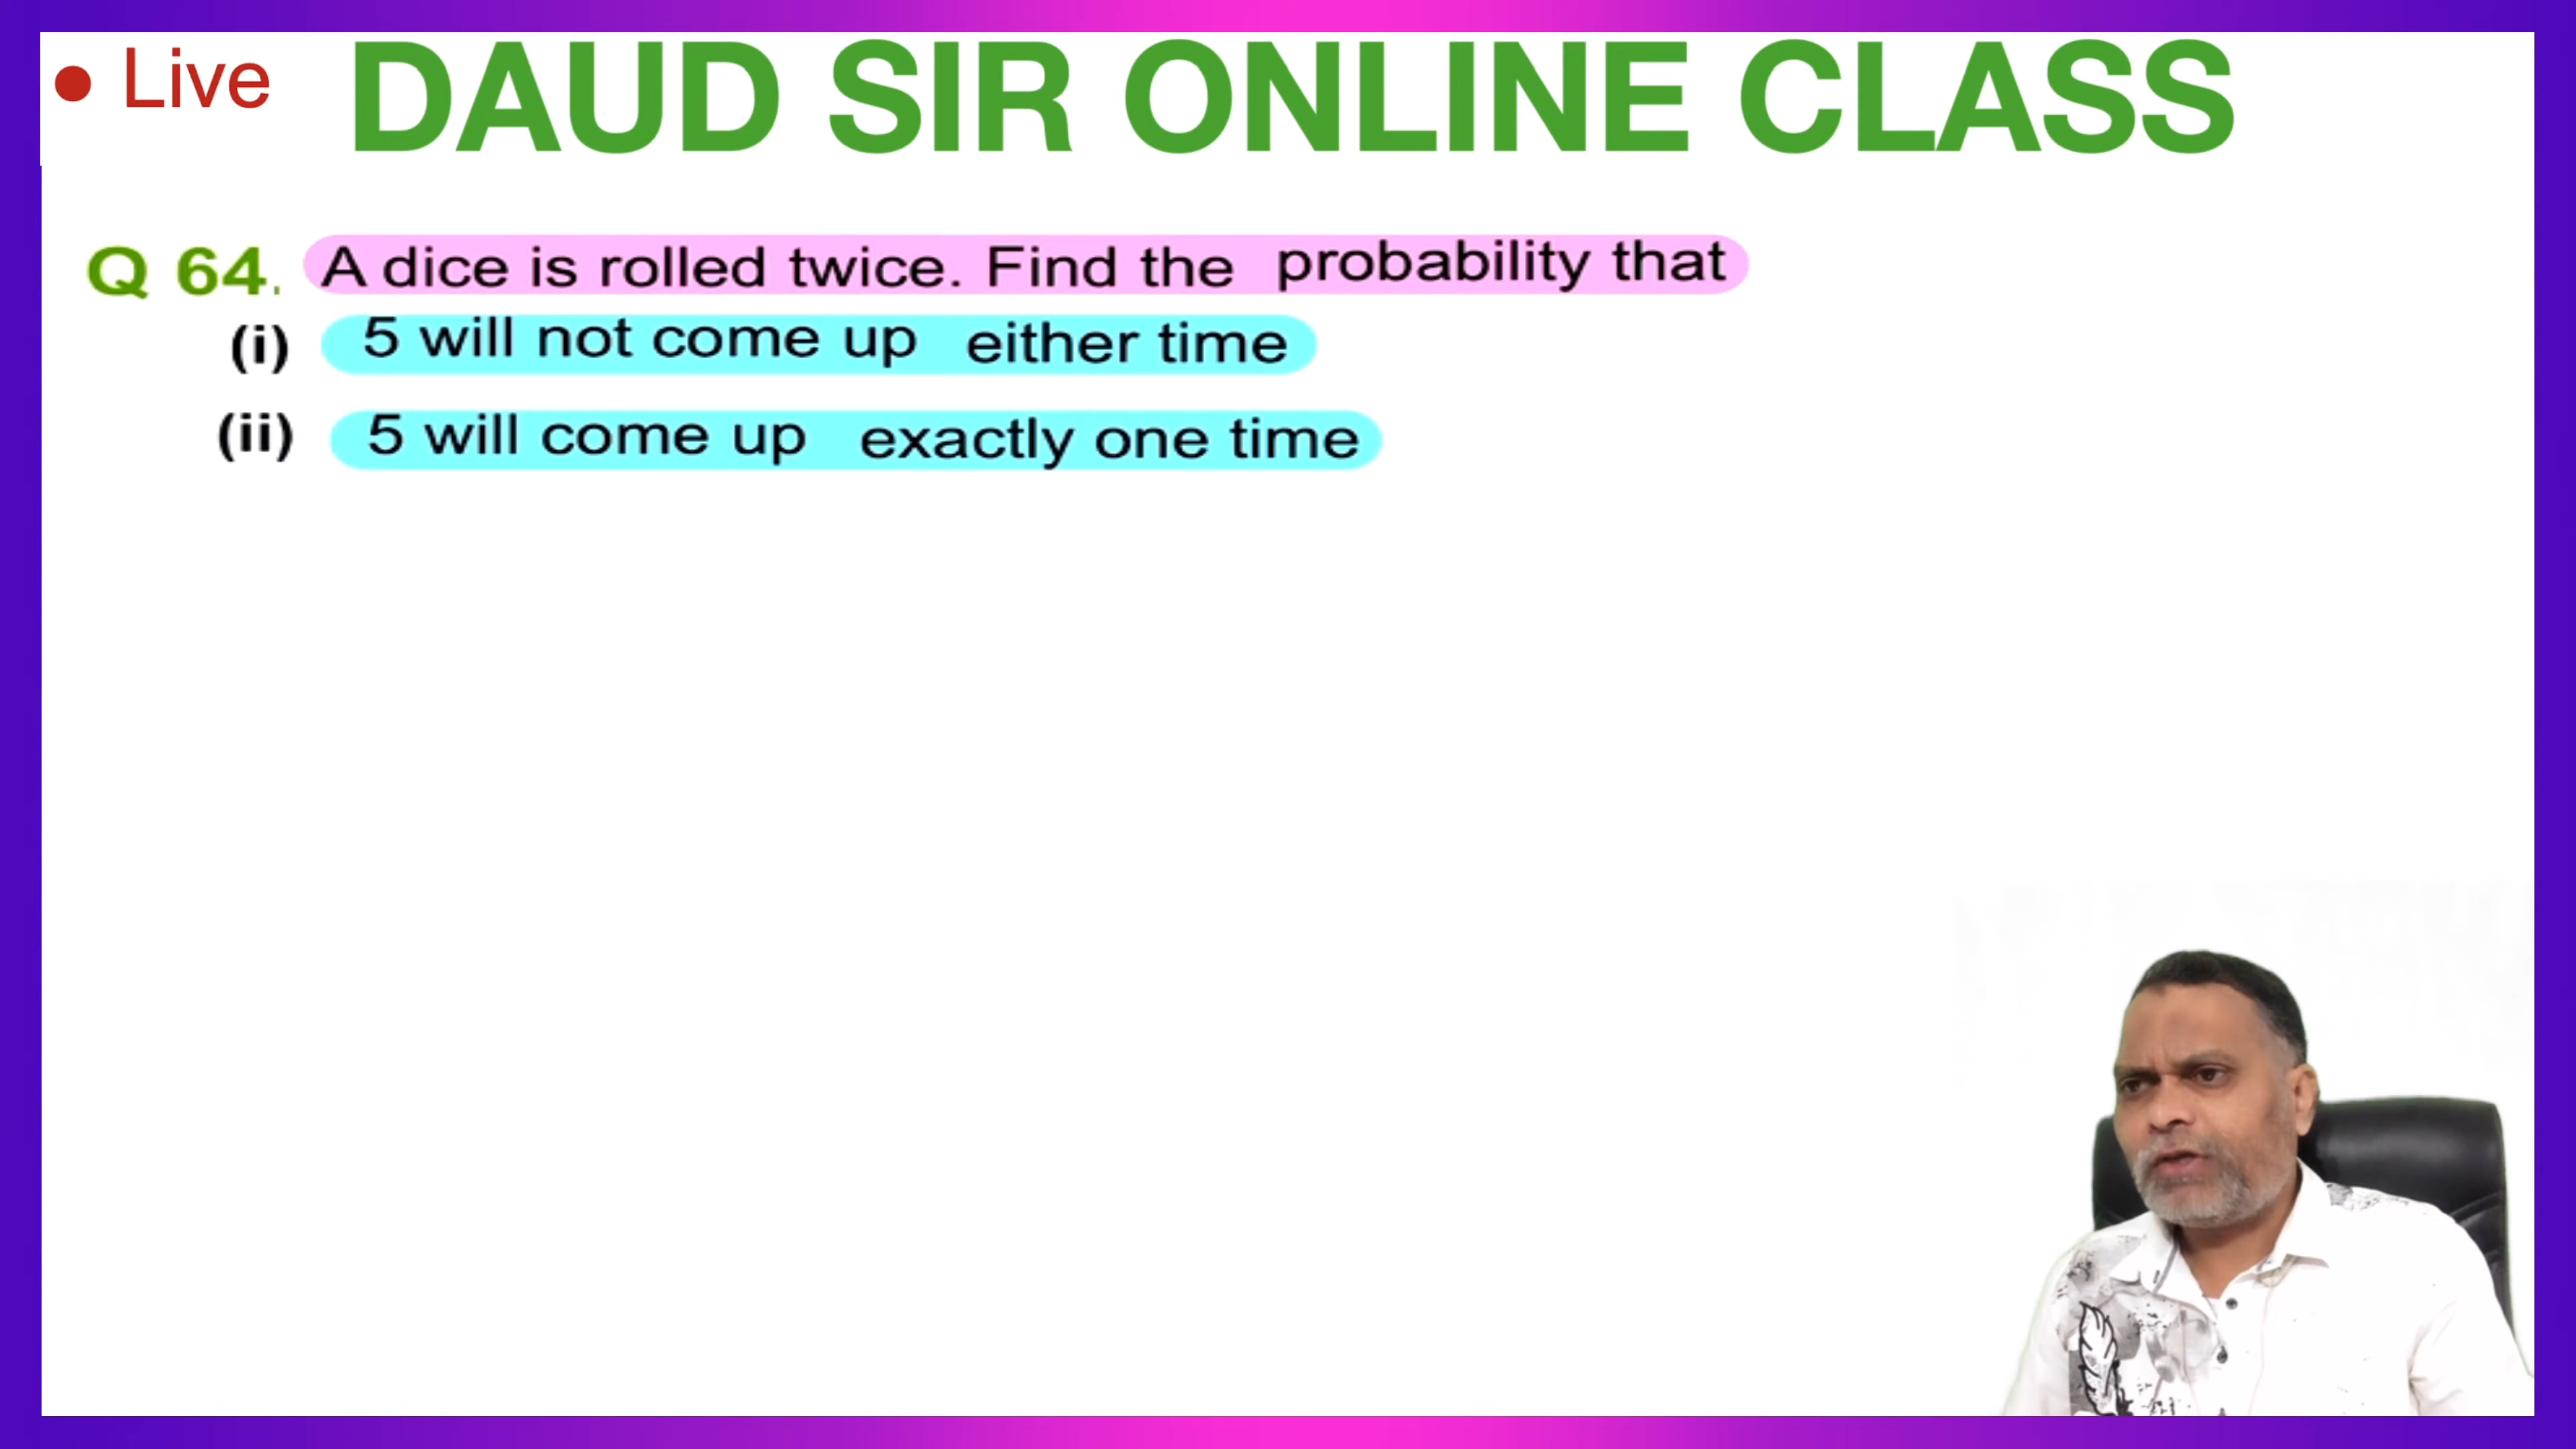 • Live DAUD SIR ONLINE CLASS
Q 64. A dice is rolled twice. Find the probability that
(i) 5 will not come up either time
(ii) 5 will come up exactly one time